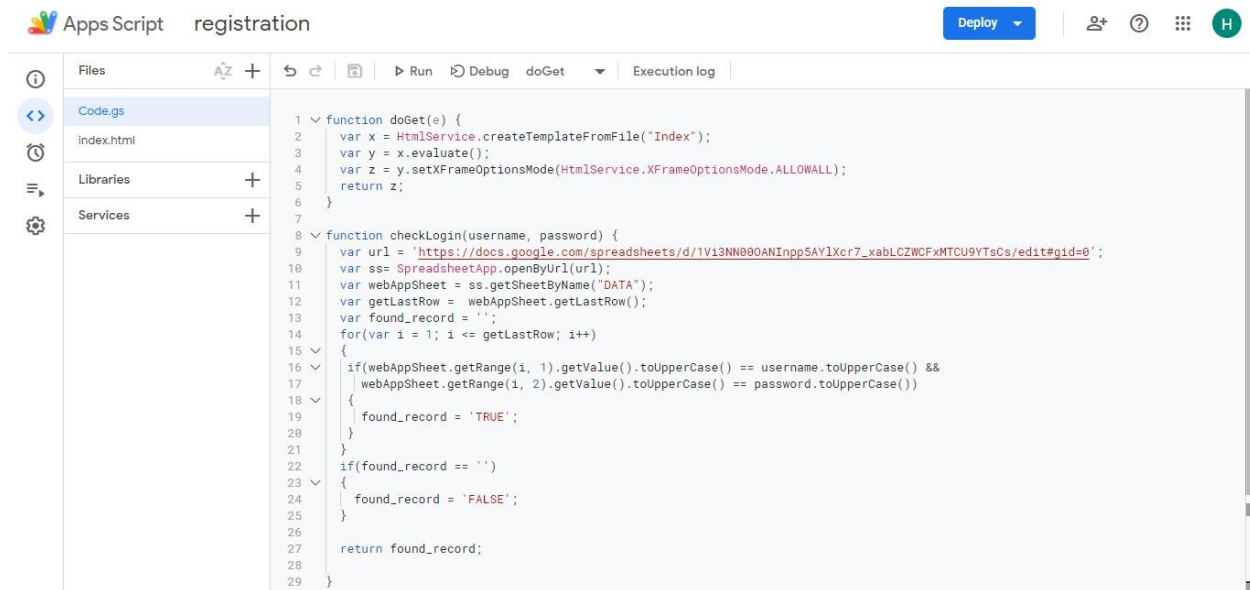 Apps Script registration Deploy H
Files AZ Run Debug doGet Execution log
Code.gs
index.html
Libraries
Services
1 function doGet(e) {
2 var x = HtmlService.createTemplateFromFile("Index");
3 var y = x.evaluate();
4 var z = y.setXFrameOptionsMode(HtmlService.XFrameOptionsMode.ALLOWALL);
5 return z;
6 }
7
8 function checkLogin(username, password) {
9 var url = 'https://docs.google.com/spreadsheets/d/1Vi3NN00OANInpp5AYlXcr7_xabLCZWCFxMTCU9YTsCs/edit#gid=0';
10 var ss= SpreadsheetApp.openByUrl(url);
11 var webAppSheet = ss.getSheetByName("DATA");
12 var getLastRow = webAppSheet.getLastRow();
13 var found_record = '';
14 for(var i = 1; i <= getLastRow; i++)
15 {
16 if(webAppSheet.getRange(i, 1).getValue().toUpperCase() == username.toUpperCase() &&
17 webAppSheet.getRange(i, 2).getValue().toUpperCase() == password.toUpperCase())
18 {
19 found_record = 'TRUE';
20 }
21 }
22 if(found_record == '')
23 {
24 found_record = 'FALSE';
25 }
26
27 return found_record;
28
29 }